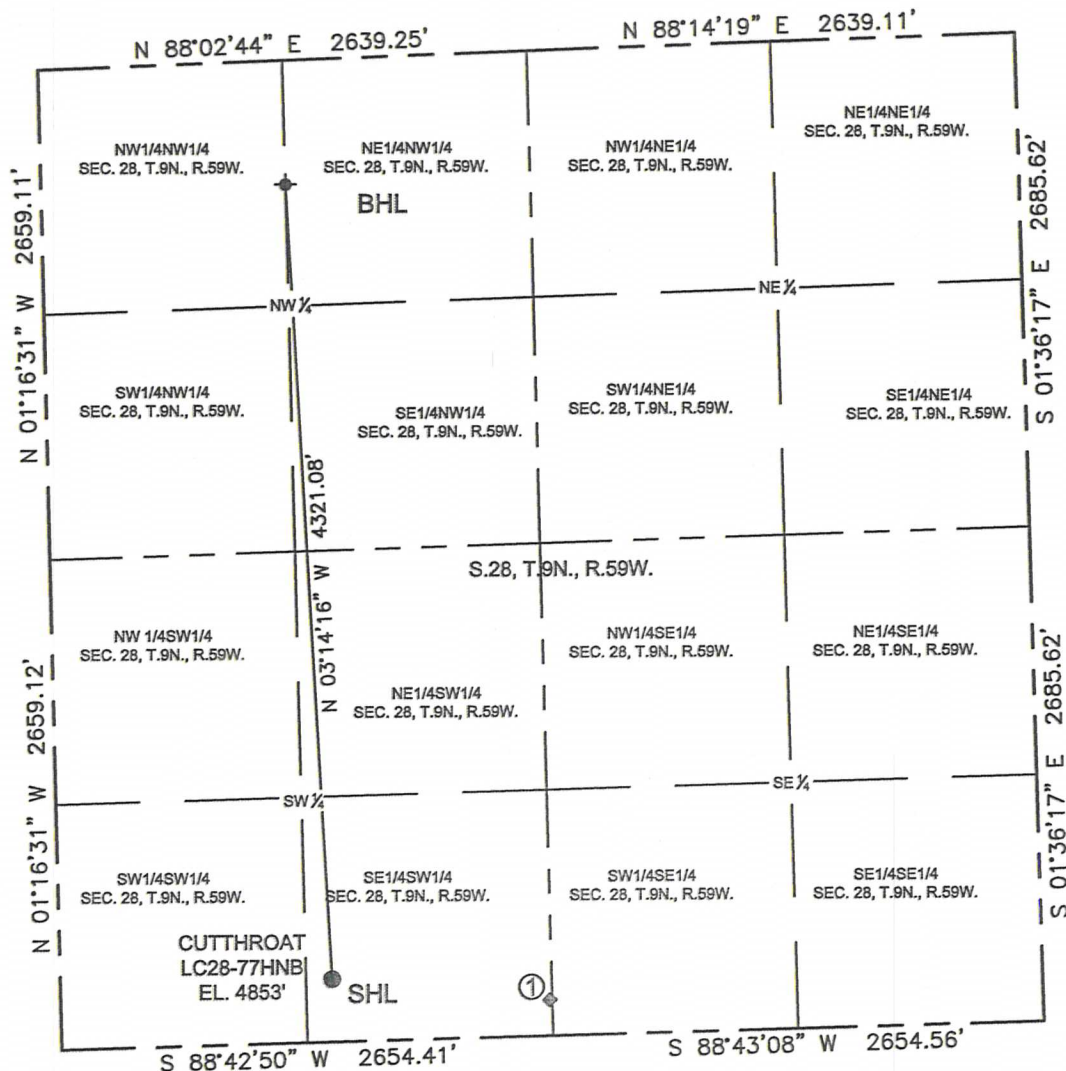 N 88°02'44" E 2639.25'
N 88°14'19" E 2639.11'
NW1/4NW1/4
SEC. 28, T.9N., R.59W.
NE1/4NW1/4
SEC. 28, T.9N., R.59W.
NW1/4NE1/4
SEC. 28, T.9N., R.59W.
NE1/4NE1/4
SEC. 28, T.9N., R.59W.
N 01°16'31" W 2659.11'
BHL
S 01°36'17" E 2685.62'
NW ¼
NE ¼
SW1/4NW1/4
SEC. 28, T.9N., R.59W.
SE1/4NW1/4
SEC. 28, T.9N., R.59W.
SW1/4NE1/4
SEC. 28, T.9N., R.59W.
SE1/4NE1/4
SEC. 28, T.9N., R.59W.
N 03°14'16" W 4321.08'
S.28, T.9N., R.59W.
NW 1/4SW1/4
SEC. 28, T.9N., R.59W.
NE1/4SW1/4
SEC. 28, T.9N., R.59W.
NW1/4SE1/4
SEC. 28, T.9N., R.59W.
NE1/4SE1/4
SEC. 28, T.9N., R.59W.
N 01°16'31" W 2659.12'
S 01°36'17" E 2685.62'
SW ¼
SE ¼
SW1/4SW1/4
SEC. 28, T.9N., R.59W.
SE1/4SW1/4
SEC. 28, T.9N., R.59W.
SW1/4SE1/4
SEC. 28, T.9N., R.59W.
SE1/4SE1/4
SEC. 28, T.9N., R.59W.
CUTTHROAT
LC28-77HNB
EL. 4853'
SHL
①
S 88°42'50" W 2654.41'
S 88°43'08" W 2654.56'